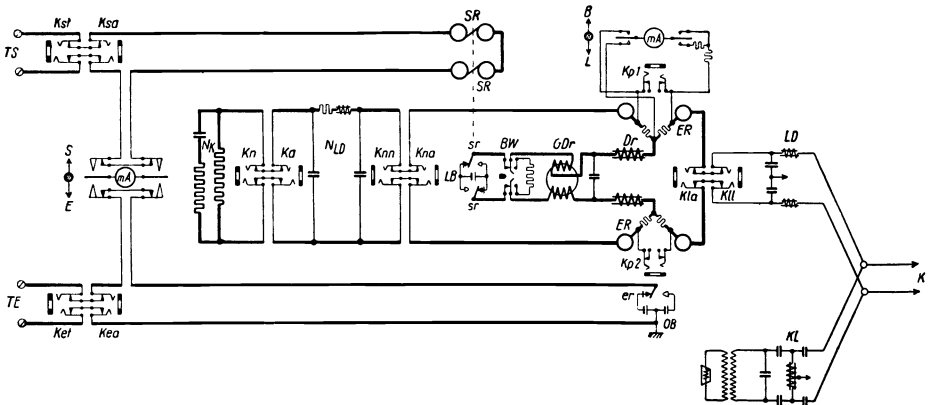 Kst Ksa
SR
TS
SR
B
mA
L
Kp1
ER
S
mA
E
NK
Kn Ka
NLD
Knn Kna
sr
LB
sr
BW
GDr
Dr
LD
Kla Kll
ER
Kp2
K
TE
Ket Kea
er
OB
KL